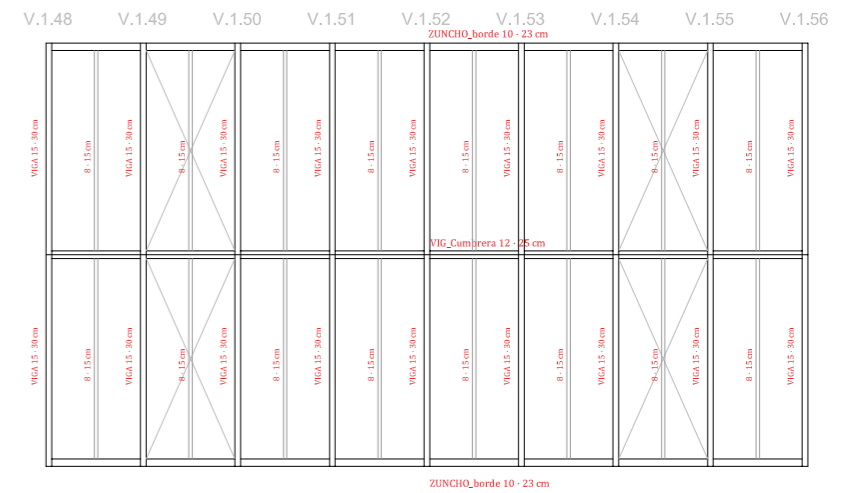 V.1.48 V.1.49 V.1.50 V.1.51 V.1.52 V.1.53 V.1.54 V.1.55 V.1.56
ZUNCHO_borde 10 · 23 cm
VIGA 15 · 30 cm
8 · 15 cm
VIGA 15 · 30 cm
8 · 15 cm
VIGA 15 · 30 cm
8 · 15 cm
VIGA 15 · 30 cm
8 · 15 cm
VIGA 15 · 30 cm
8 · 15 cm
VIGA 15 · 30 cm
8 · 15 cm
VIGA 15 · 30 cm
8 · 15 cm
VIGA 15 · 30 cm
8 · 15 cm
VIGA 15 · 30 cm
VIG_Cumbrera 12 · 25 cm
VIGA 15 · 30 cm
8 · 15 cm
VIGA 15 · 30 cm
8 · 15 cm
VIGA 15 · 30 cm
8 · 15 cm
VIGA 15 · 30 cm
8 · 15 cm
VIGA 15 · 30 cm
8 · 15 cm
VIGA 15 · 30 cm
8 · 15 cm
VIGA 15 · 30 cm
8 · 15 cm
VIGA 15 · 30 cm
8 · 15 cm
VIGA 15 · 30 cm
ZUNCHO_borde 10 · 23 cm